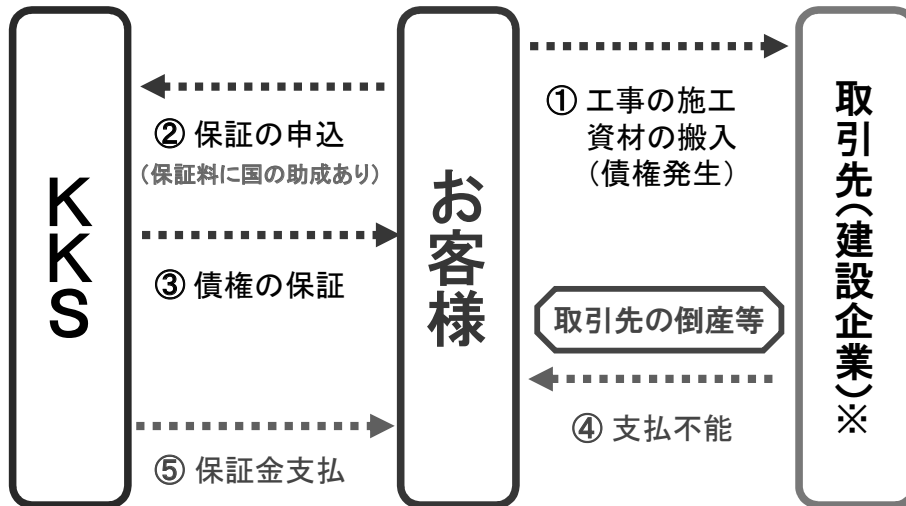 KKS
お客様
取引先(建設企業)※
① 工事の施工
資材の搬入
(債権発生)
② 保証の申込
(保証料に国の助成あり)
③ 債権の保証
取引先の倒産等
④ 支払不能
⑤ 保証金支払